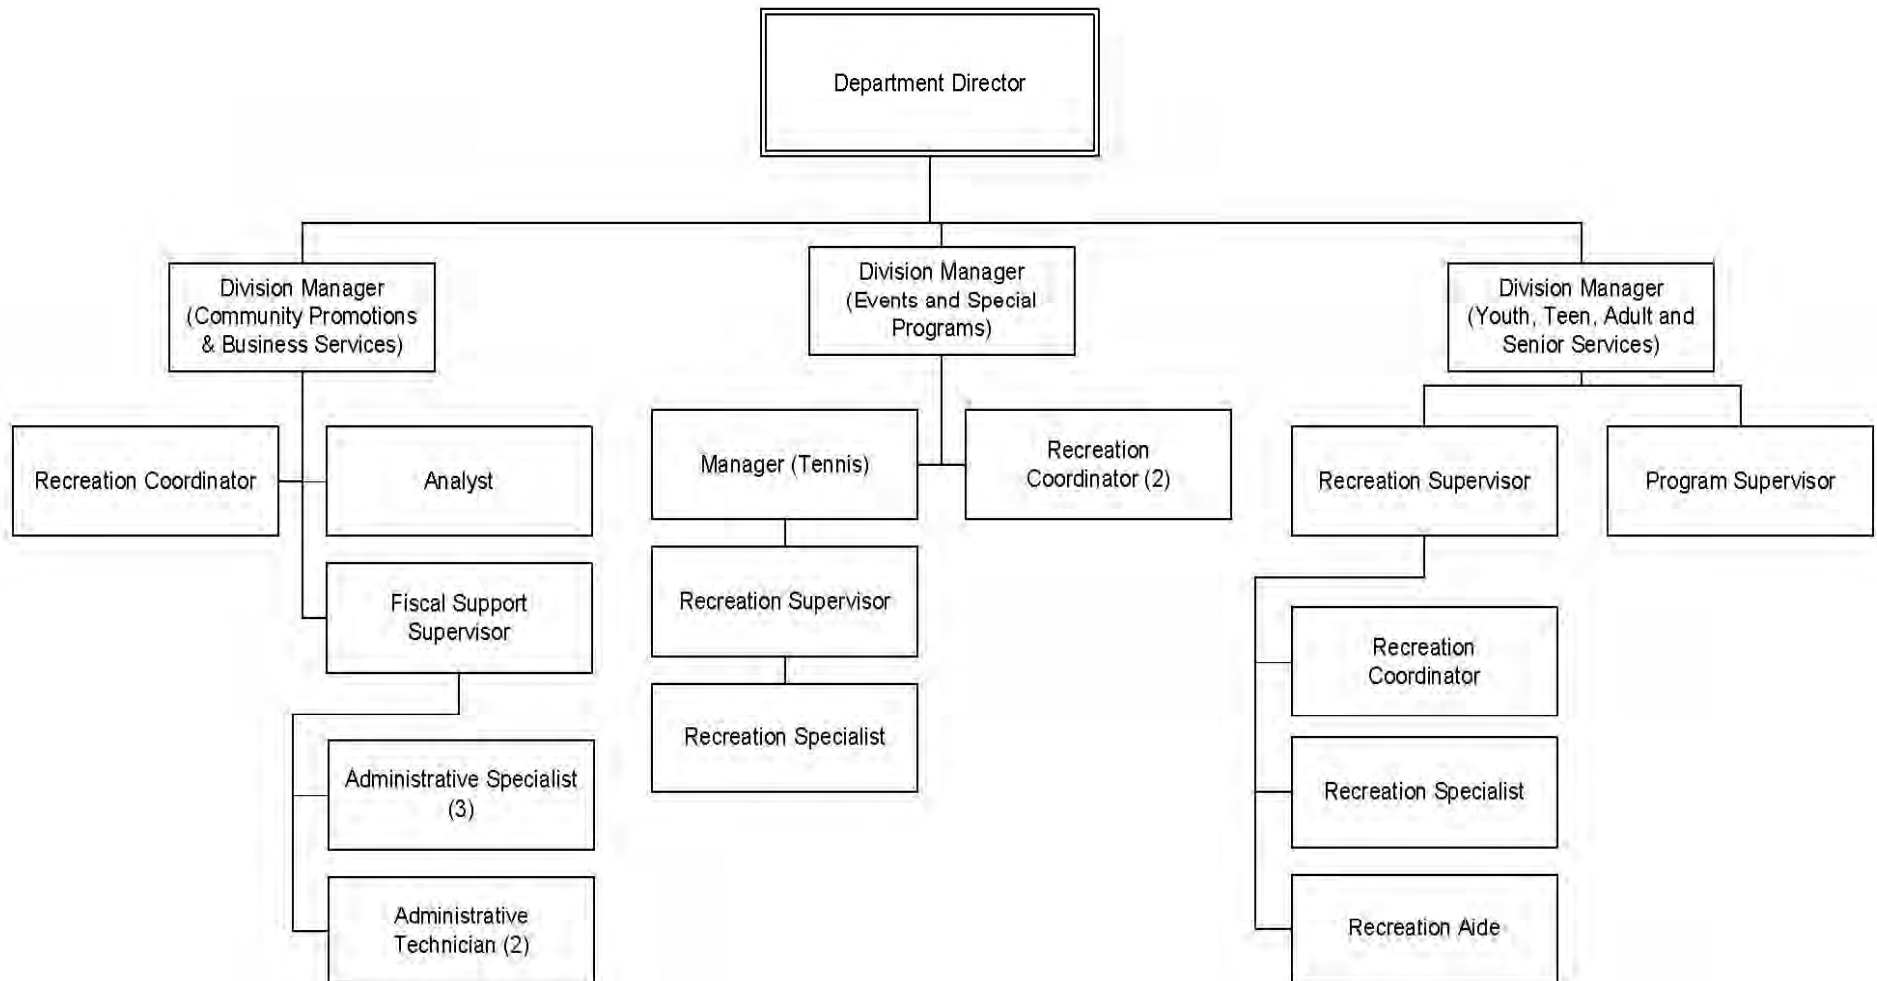 Department Director
Division Manager
(Community Promotions
& Business Services)
Division Manager
(Events and Special
Programs)
Division Manager
(Youth, Teen, Adult and
Senior Services)
Recreation Coordinator
Analyst
Fiscal Support
Supervisor
Administrative Specialist
(3)
Administrative
Technician (2)
Manager (Tennis)
Recreation
Coordinator (2)
Recreation Supervisor
Recreation Specialist
Recreation Supervisor
Program Supervisor
Recreation
Coordinator
Recreation Specialist
Recreation Aide